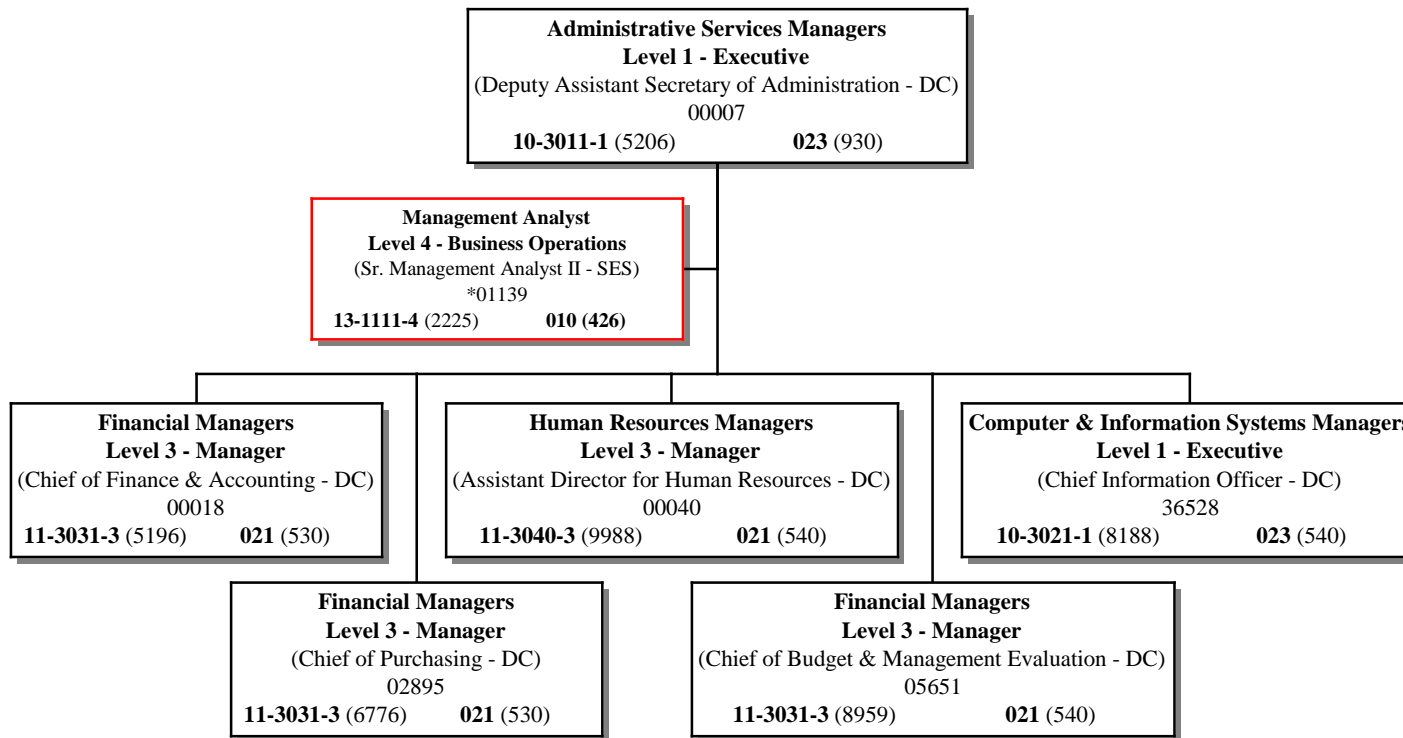 Administrative Services Managers
Level 1 - Executive
(Deputy Assistant Secretary of Administration - DC)
00007
10-3011-1 (5206) 023 (930)
Management Analyst
Level 4 - Business Operations
(Sr. Management Analyst II - SES)
*01139
13-1111-4 (2225) 010 (426)
Financial Managers
Level 3 - Manager
(Chief of Finance & Accounting - DC)
00018
11-3031-3 (5196) 021 (530)
Human Resources Managers
Level 3 - Manager
(Assistant Director for Human Resources - DC)
00040
11-3040-3 (9988) 021 (540)
Computer & Information Systems Managers
Level 1 - Executive
(Chief Information Officer - DC)
36528
10-3021-1 (8188) 023 (540)
Financial Managers
Level 3 - Manager
(Chief of Purchasing - DC)
02895
11-3031-3 (6776) 021 (530)
Financial Managers
Level 3 - Manager
(Chief of Budget & Management Evaluation - DC)
05651
11-3031-3 (8959) 021 (540)